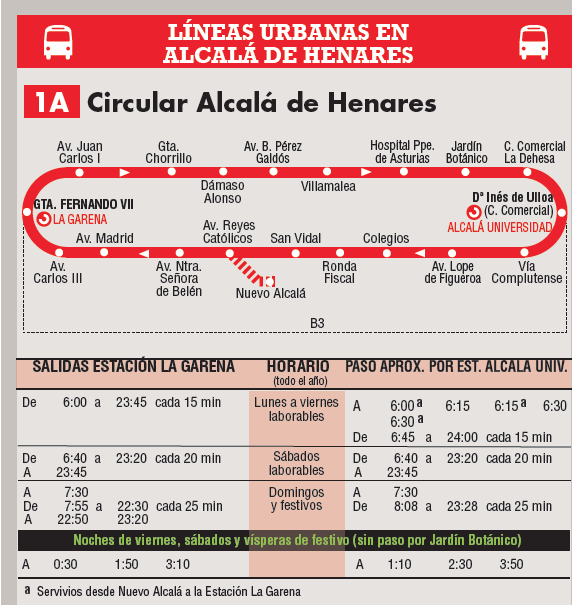 LÍNEAS URBANAS EN
ALCALÁ DE HENARES
1A Circular Alcalá de Henares
Av. Juan
Carlos I
Gta.
Chorrillo
Dámaso
Alonso
Av. B. Pérez
Galdós
Villamalea
Hospital Ppe.
de Asturias
Jardín
Botánico
C. Comercial
La Dehesa
GTA. FERNANDO VII
LA GARENA
Dª Inés de Ulloa
(C. Comercial)
ALCALÁ UNIVERSIDAD
Av.
Carlos III
Av. Madrid
Av. Ntra.
Señora
de Belén
Av. Reyes
Católicos
Nuevo Alcalá
San Vidal
Ronda
Fiscal
Colegios
Av. Lope
de Figueroa
Vía
Complutense
B3
SALIDAS ESTACIÓN LA GARENA HORARIO PASO APROX. POR EST. ALCALA UNIV.
(todo el año)
De 6:00 a 23:45 cada 15 min Lunes a viernes A 6:00 a 6:15 6:15 a 6:30
laborables 6:30 a
De 6:45 a 24:00 cada 15 min
De 6:40 a 23:20 cada 20 min Sábados De 6:40 a 23:20 cada 20 min
A 23:45 laborables A 23:45
A 7:30 Domingos A 7:30
De 7:55 a 22:30 cada 25 min y festivos De 8:08 a 23:28 cada 25 min
A 22:50 23:20
Noches de viernes, sábados y vísperas de festivo (sin paso por Jardín Botánico)
A 0:30 1:50 3:10 A 1:10 2:30 3:50
a Servivios desde Nuevo Alcalá a la Estación La Garena